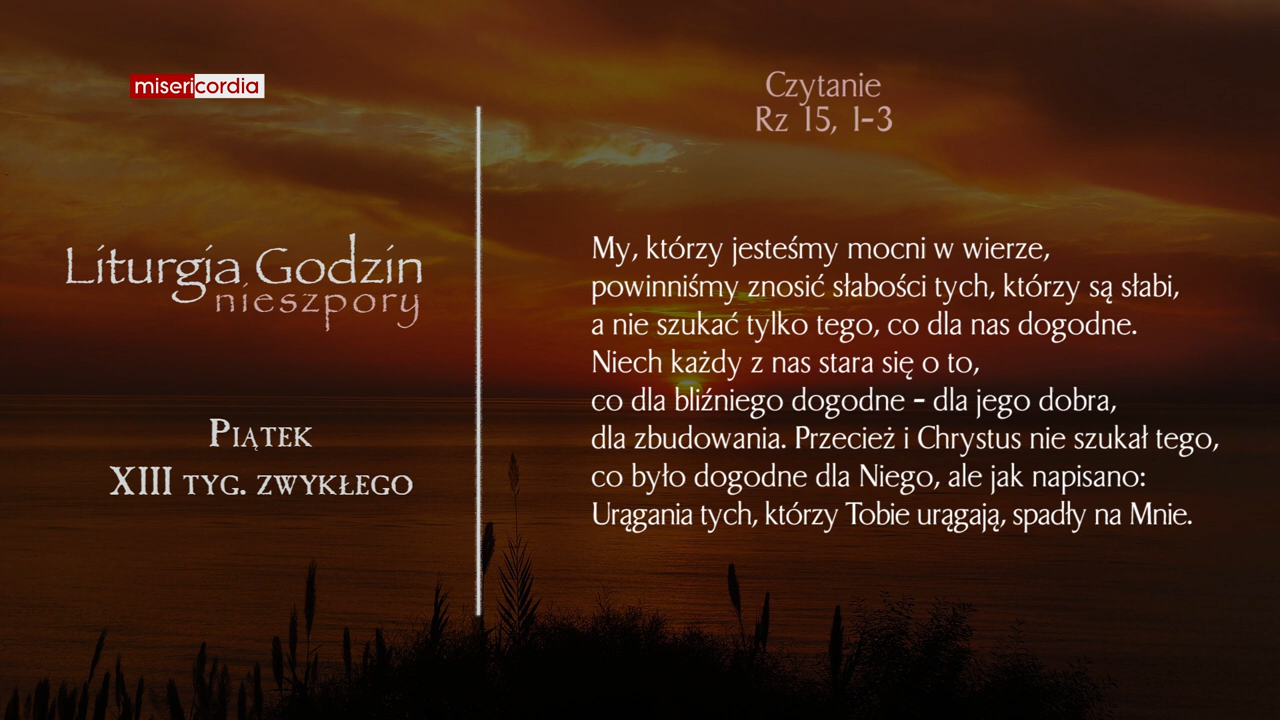 misericordia
Liturgia Godzin
nieszpory
Piątek
XIII tyg. zwykłego
Czytanie
Rz 15, 1-3
My, którzy jesteśmy mocni w wierze,
powinniśmy znosić słabości tych, którzy są słabi,
a nie szukać tylko tego, co dla nas dogodne.
Niech każdy z nas stara się o to,
co dla bliźniego dogodne - dla jego dobra,
dla zbudowania. Przecież i Chrystus nie szukał tego,
co było dogodne dla Niego, ale jak napisano:
Urągania tych, którzy Tobie urągają, spadły na Mnie.